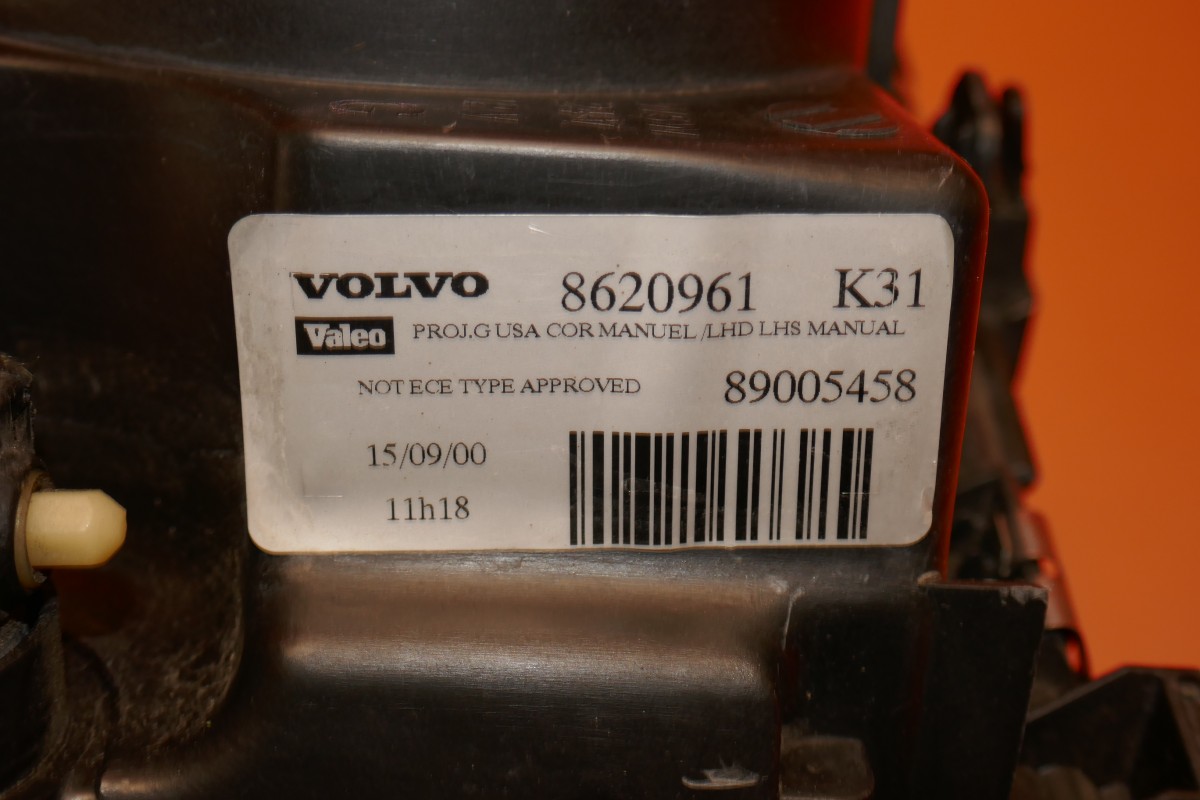 VOLVO 8620961 K31
Valeo PROJ.G USA COR MANUEL /LHD LHS MANUAL
NOT ECE TYPE APPROVED 89005458
15/09/00
11h18